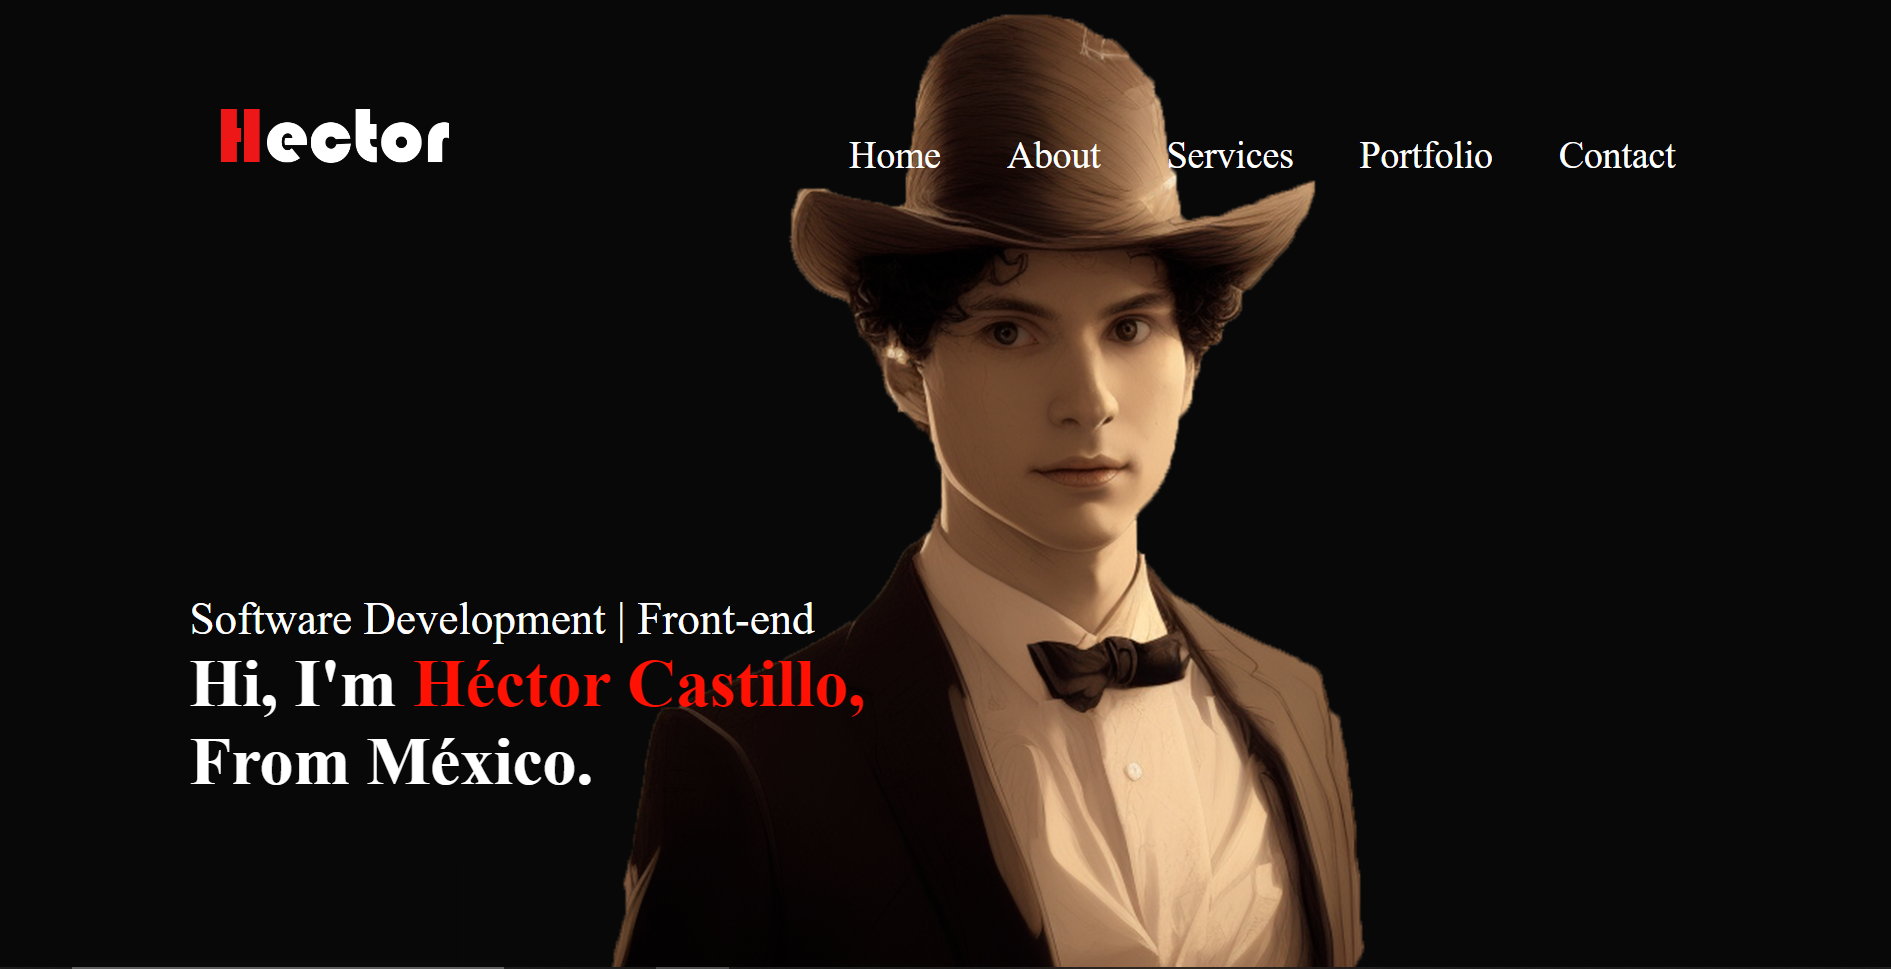 Hector
Home About Services Portfolio Contact
Software Development | Front-end
Hi, I'm Héctor Castillo,
From México.